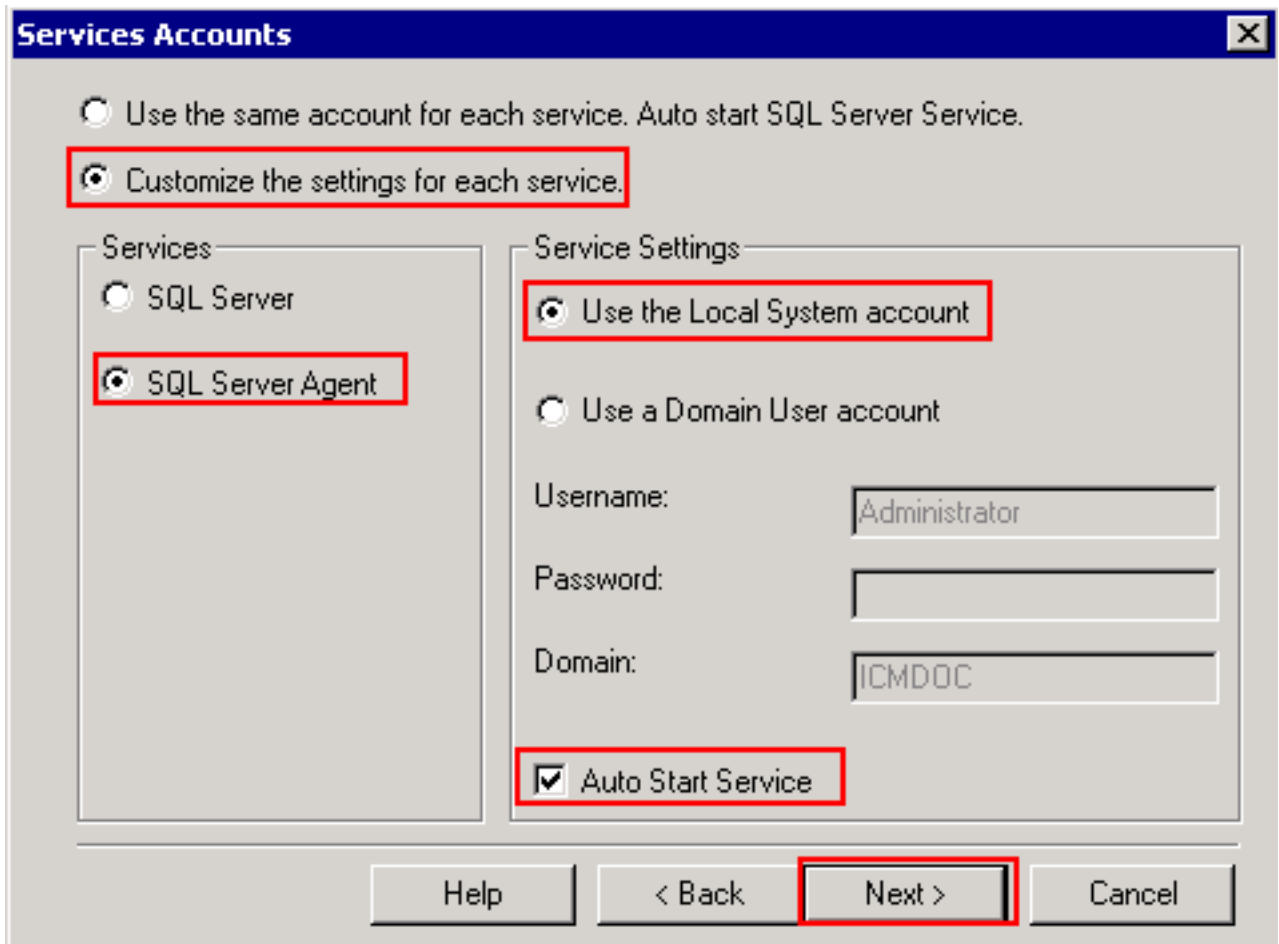 Services Accounts
Use the same account for each service. Auto start SQL Server Service.
Customize the settings for each service.
Services
SQL Server
SQL Server Agent
Service Settings
Use the Local System account
Use a Domain User account
Username:
Administrator
Password:
Domain:
ICMDOC
Auto Start Service
Help
< Back
Next >
Cancel